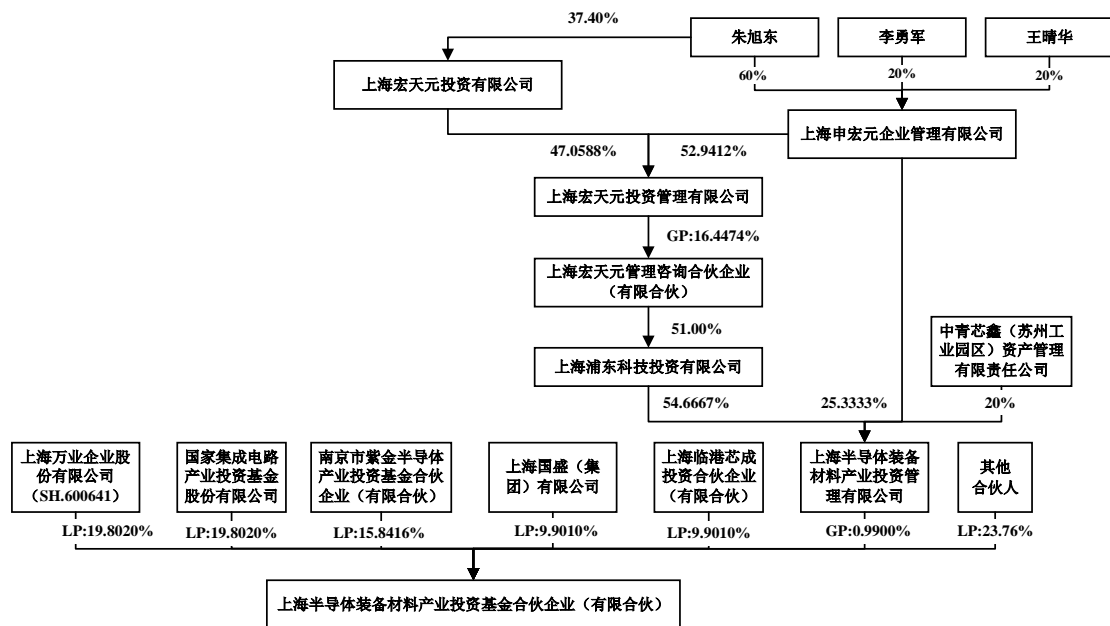 37.40%
朱旭东
李勇军
王晴华
上海宏天元投资有限公司
60%
20%
20%
上海申宏元企业管理有限公司
47.0588%
52.9412%
上海宏天元投资管理有限公司
GP:16.4474%
上海宏天元管理咨询合伙企业
（有限合伙）
51.00%
上海浦东科技投资有限公司
中青芯鑫（苏州工
业园区）资产管理
有限责任公司
54.6667%
25.3333%
20%
上海万业企业股
份有限公司
（SH.600641）
国家集成电路
产业投资基金
股份有限公司
南京市紫金半导体
产业投资基金合伙
企业（有限合伙）
上海国盛（集
团）有限公司
上海临港芯成
投资合伙企业
（有限合伙）
上海半导体装备
材料产业投资管
理有限公司
其他
合伙人
LP:19.8020%
LP:19.8020%
LP:15.8416%
LP:9.9010%
LP:9.9010%
GP:0.9900%
LP:23.76%
上海半导体装备材料产业投资基金合伙企业（有限合伙）